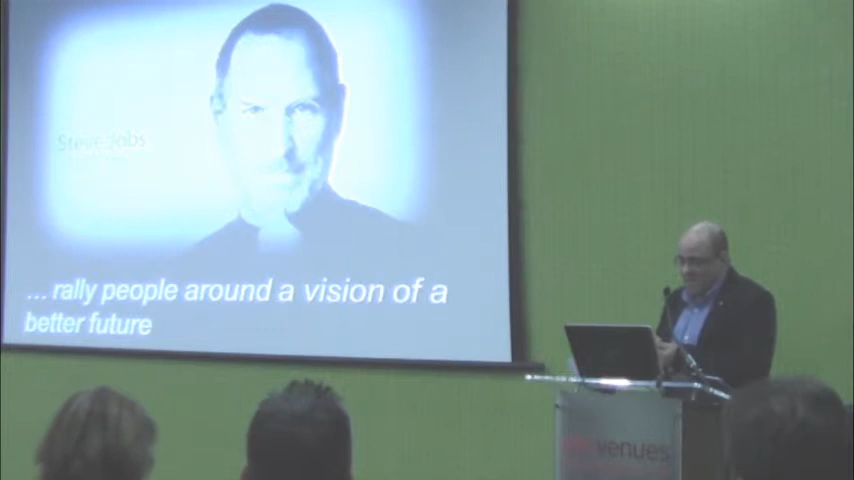 Steve Jobs
... rally people around a vision of a
better future
venues